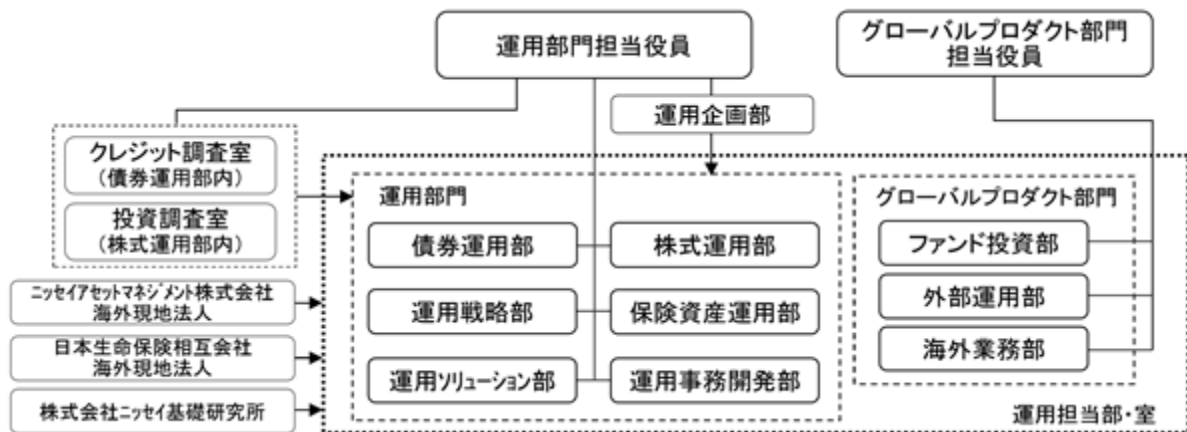 運用部門担当役員
グローバルプロダクト部門
担当役員
運用企画部
クレジット調査室
(債券運用部内)
投資調査室
(株式運用部内)
ニッセイアセットマネジメント株式会社
海外現地法人
日本生命保険相互会社
海外現地法人
株式会社ニッセイ基礎研究所
運用部門
債券運用部
株式運用部
運用戦略部
保険資産運用部
運用ソリューション部
運用事務開発部
グローバルプロダクト部門
ファンド投資部
外部運用部
海外業務部
運用担当部・室